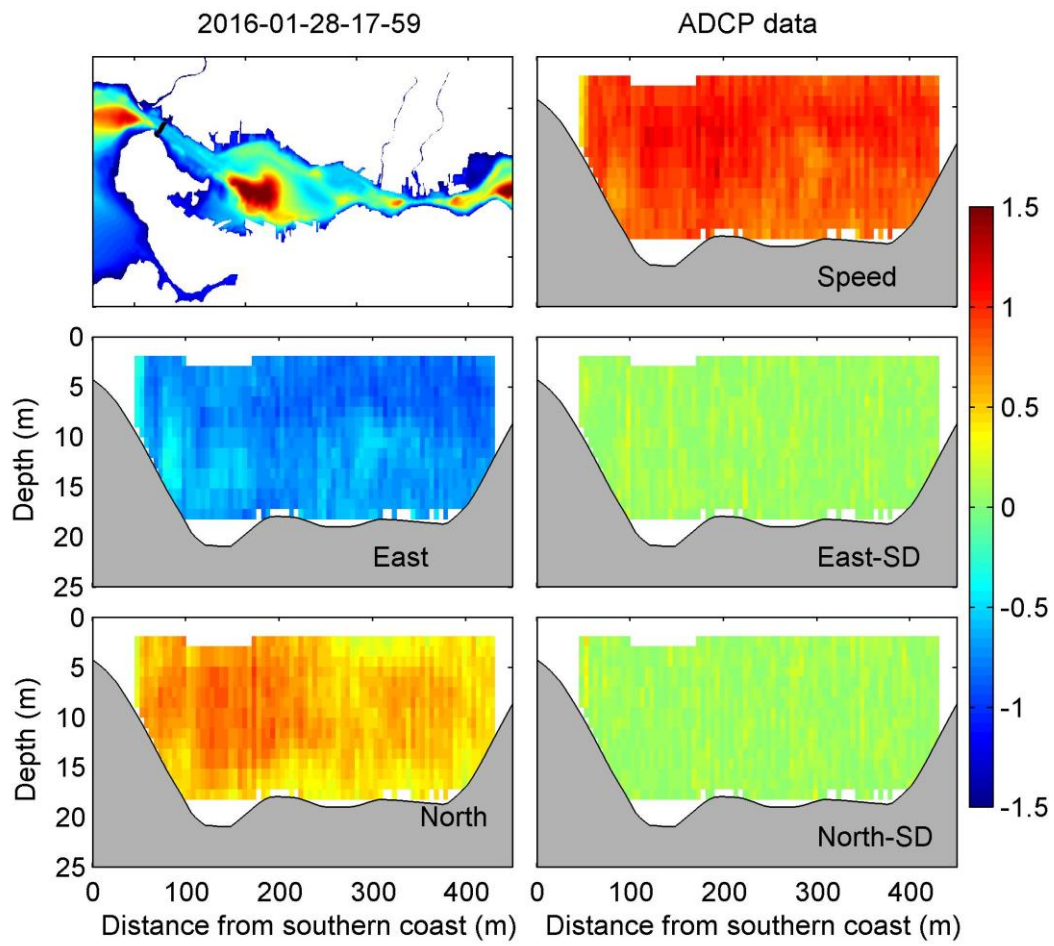 2016-01-28-17-59
ADCP data
Speed
1.5
1
0.5
0
-0.5
-1
-1.5
0
5
10
15
20
25
Depth (m)
East
East-SD
0
5
10
15
20
25
Depth (m)
North
North-SD
0 100 200 300 400
0 100 200 300 400
Distance from southern coast (m)
Distance from southern coast (m)